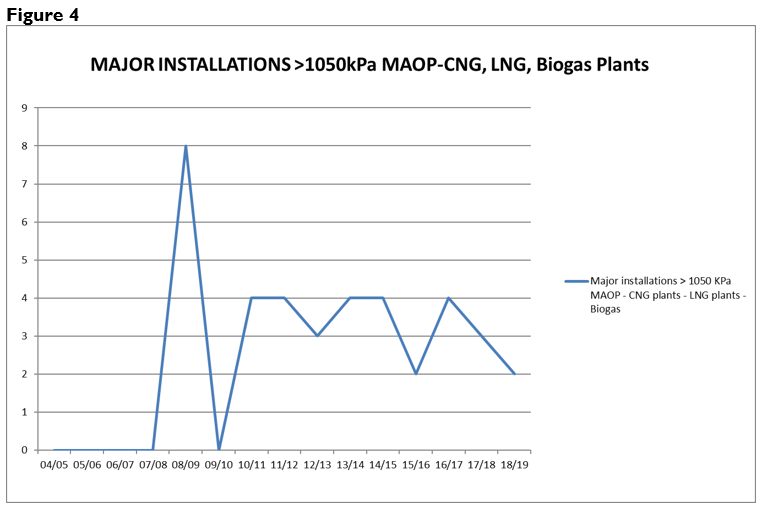 Figure 4
MAJOR INSTALLATIONS >1050kPa MAOP-CNG, LNG, Biogas Plants
9
8
7
6
5
4
3
2
1
0
04/05 05/06 06/07 07/08 08/09 09/10 10/11 11/12 12/13 13/14 14/15 15/16 16/17 17/18 18/19
Major installations > 1050 KPa
MAOP - CNG plants - LNG plants -
Biogas